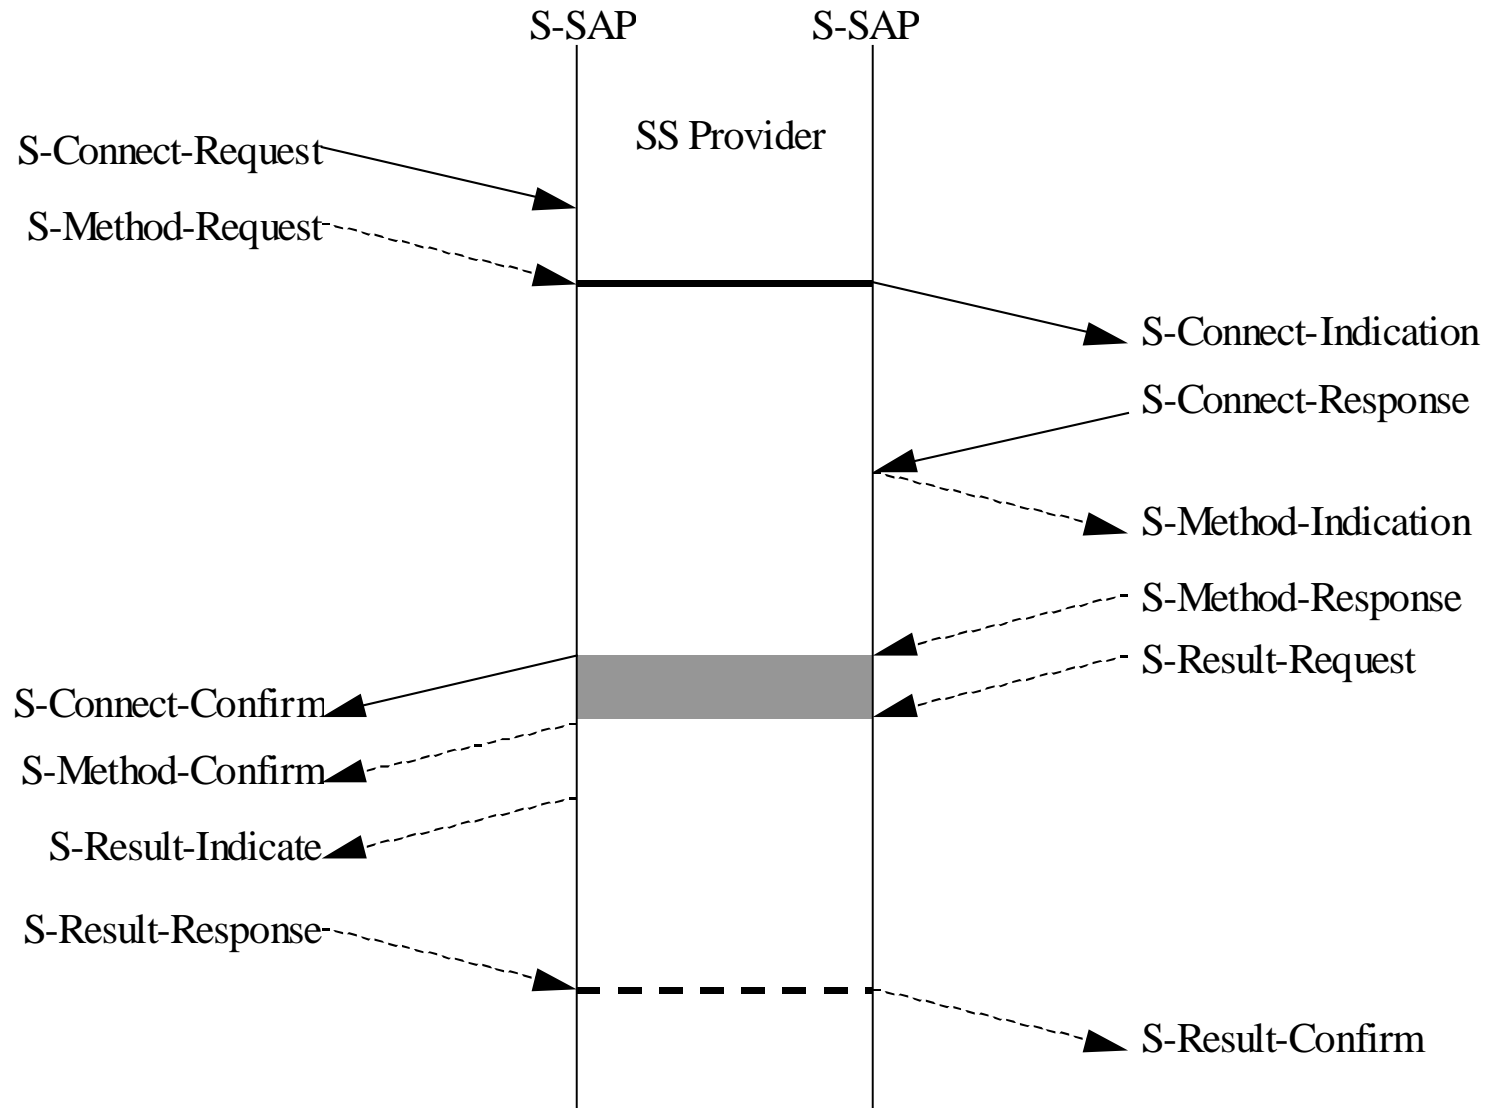 S-SAP
S-SAP
SS Provider
S-Connect-Request
S-Method-Request
S-Connect-Indication
S-Connect-Response
S-Method-Indication
S-Method-Response
S-Result-Request
S-Connect-Confirm
S-Method-Confirm
S-Result-Indicate
S-Result-Response
S-Result-Confirm